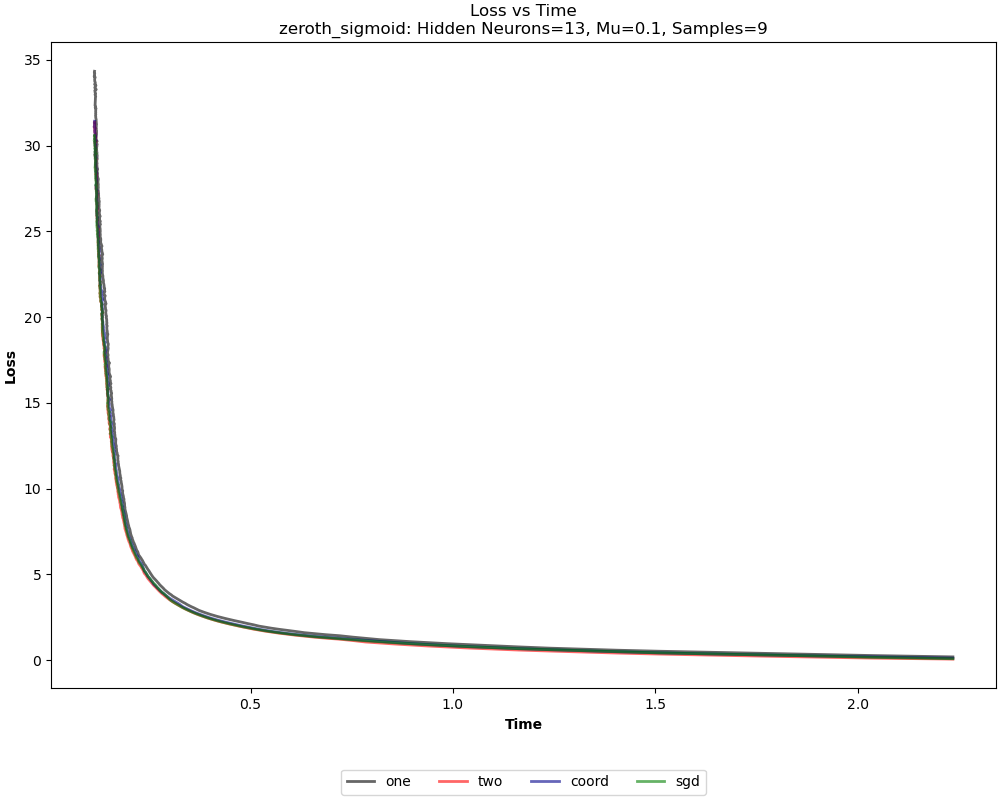 Loss vs Time
zeroth_sigmoid: Hidden Neurons=13, Mu=0.1, Samples=9
35
30
25
20
15
10
5
0
Loss
0.5 1.0 1.5 2.0
Time
one two coord sgd